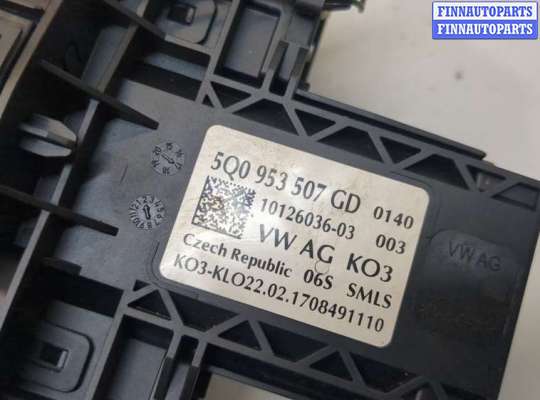 FINNAUTOPARTS
FINNAUTOPARTS
5Q0 953 507 GD 0140
10126036-03 003
VW AG KO3
Czech Republic 06S SMLS
KO3-KLO22.02.1708491110
VW AG